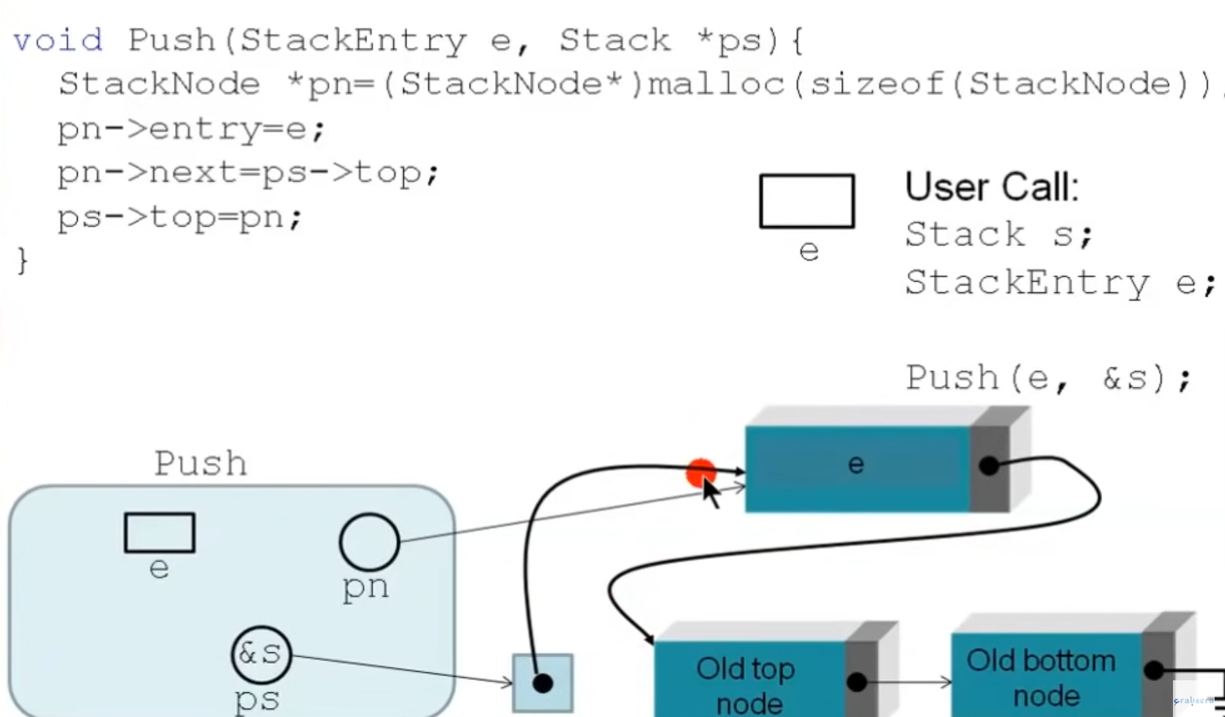 void Push(StackEntry e, Stack *ps){
StackNode *pn=(StackNode*)malloc(sizeof(StackNode));
pn->entry=e;
pn->next=ps->top;
ps->top=pn;
}
e
User Call:
Stack s;
StackEntry e;
Push(e, &s);
Push
e
pn
&s
ps
e
Old top
node
Old bottom
node